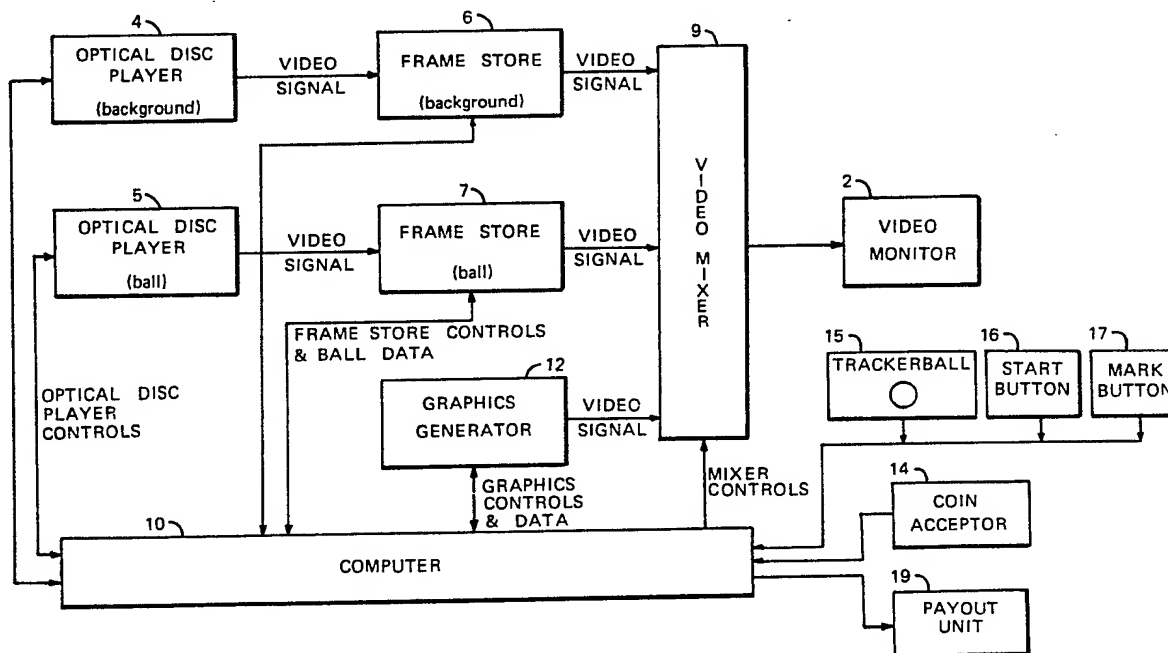 4
OPTICAL DISC
PLAYER
(background)
VIDEO
SIGNAL
6
FRAME STORE
(background)
VIDEO
SIGNAL
9
VIDEO MIXER
5
OPTICAL DISC
PLAYER
(ball)
VIDEO
SIGNAL
7
FRAME STORE
(ball)
VIDEO
SIGNAL
2
VIDEO
MONITOR
FRAME STORE CONTROLS
& BALL DATA
OPTICAL DISC
PLAYER
CONTROLS
12
GRAPHICS
GENERATOR
VIDEO
SIGNAL
15
TRACKERBALL
16
START
BUTTON
17
MARK
BUTTON
GRAPHICS
CONTROLS
& DATA
MIXER
CONTROLS
14
COIN
ACCEPTOR
10
COMPUTER
19
PAYOUT
UNIT